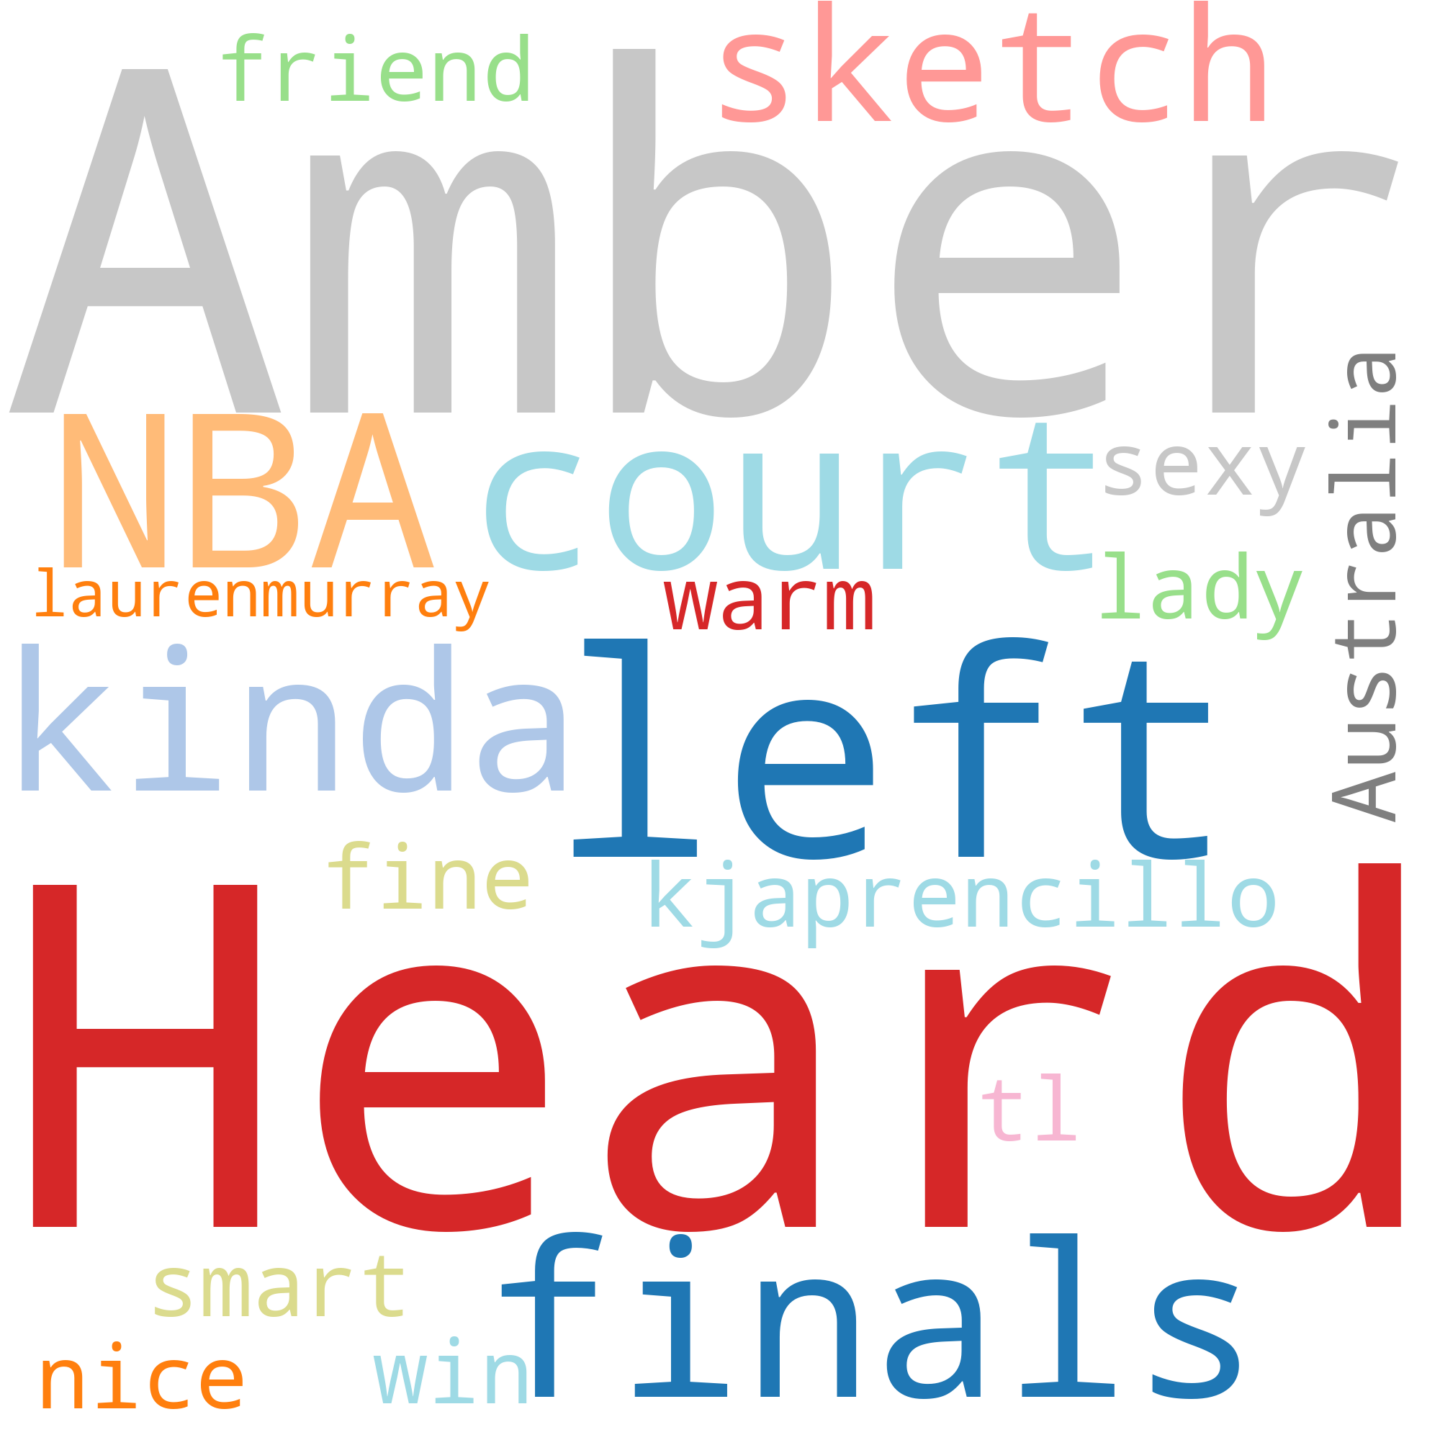 friend sketch
Amber
NBA court sexy
Australia
laurenmurray warm lady
kinda left
fine kjaprencillo
Heard
tl
smart finals
nice win